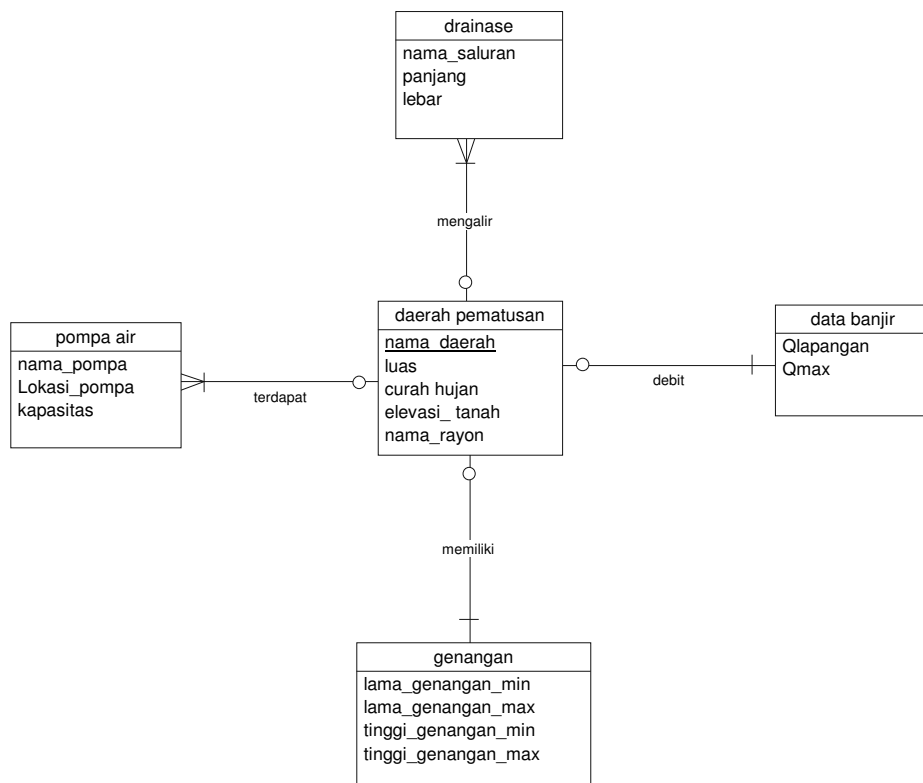 drainase
nama_saluran
panjang
lebar
mengalir
pompa air
nama_pompa
Lokasi_pompa
kapasitas
terdapat
daerah pematusan
nama_daerah
luas
curah hujan
elevasi_ tanah
nama_rayon
debit
data banjir
Qlapangan
Qmax
memiliki
genangan
lama_genangan_min
lama_genangan_max
tinggi_genangan_min
tinggi_genangan_max